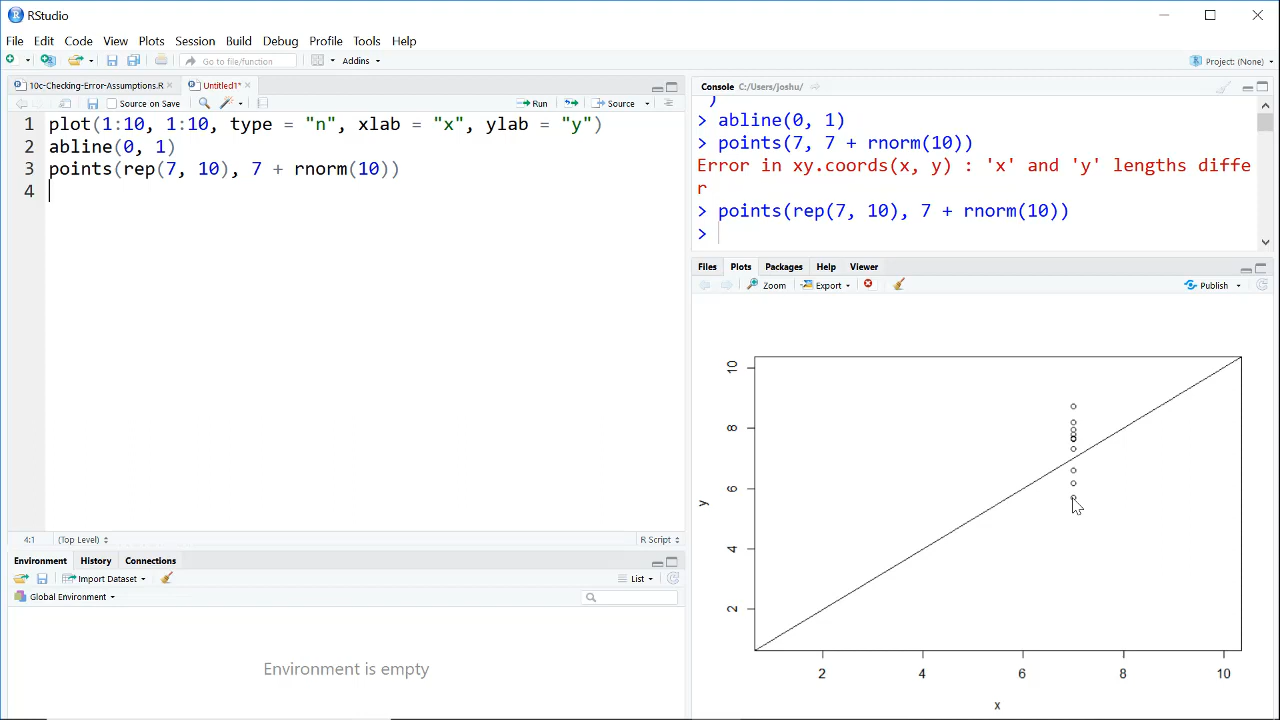 RStudio
File Edit Code View Plots Session Build Debug Profile Tools Help
Go to file/function
Addins
Project: (None)
10c-Checking-Error-Assumptions.R
Untitled1*
Source on Save
Run
Source
1 plot(1:10, 1:10, type = "n", xlab = "x", ylab = "y")
2 abline(0, 1)
3 points(rep(7, 10), 7 + rnorm(10))
4
4:1
(Top Level)
R Script
Environment History Connections
Import Dataset
List
Global Environment
Environment is empty
Console C:/Users/Joshu/
)
> abline(0, 1)
> points(7, 7 + rnorm(10))
Error in xy.coords(x, y) : 'x' and 'y' lengths diffe
r
> points(rep(7, 10), 7 + rnorm(10))
>
Files Plots Packages Help Viewer
Zoom Export Publish
10
8
6
4
2
y
2 4 6 8 10
x